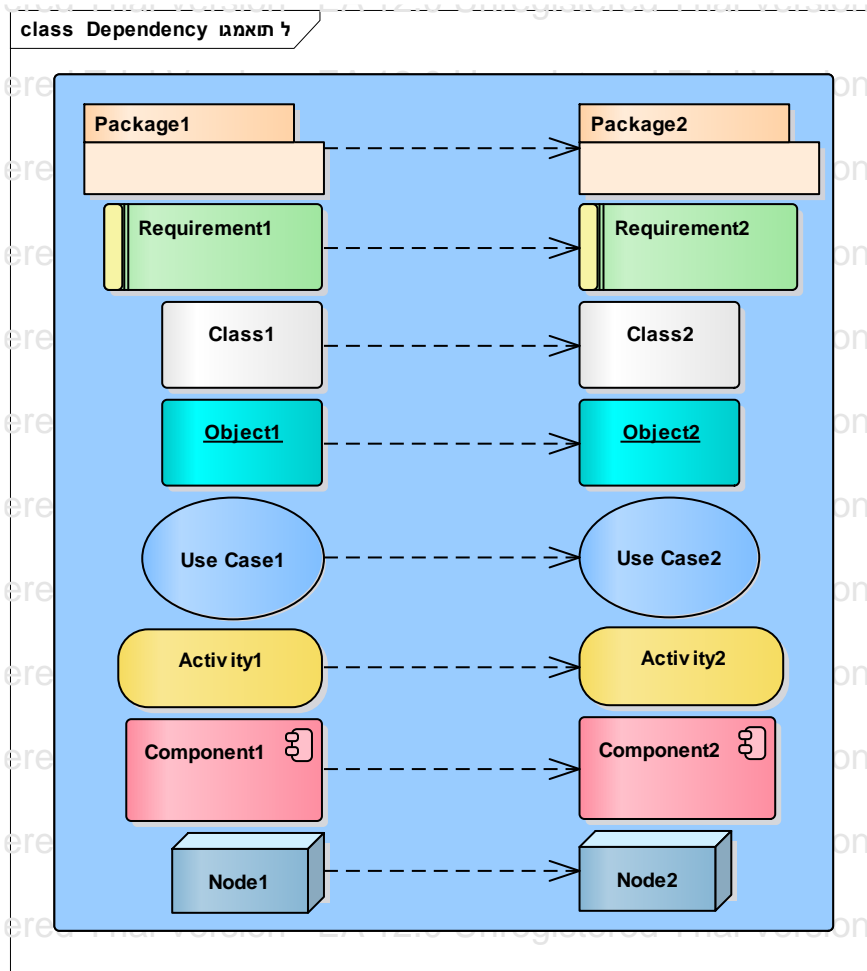 class Dependency ל תואמגו
Package1 Package2
Requirement1 Requirement2
Class1 Class2
Object1 Object2
Use Case1 Use Case2
Activity1 Activity2
Component1 Component2
Node1 Node2